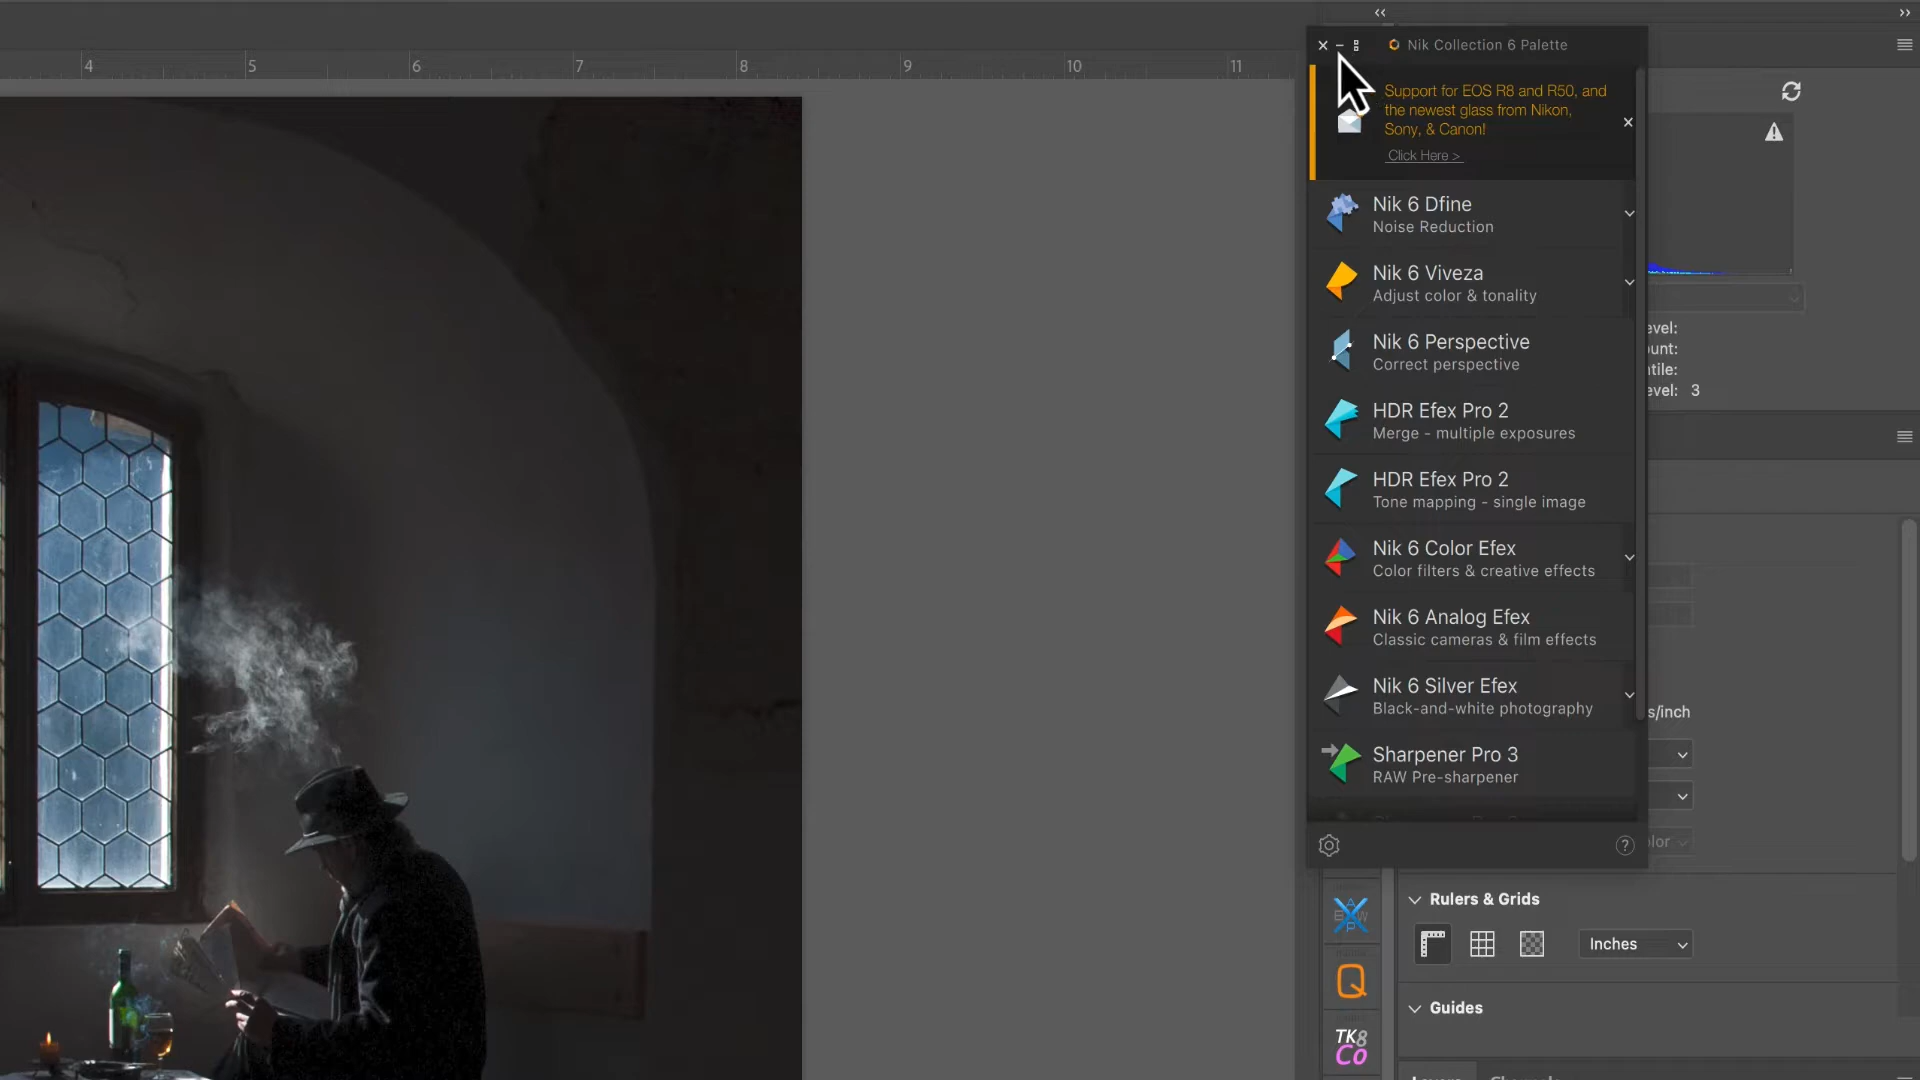 4 5 6 7 8 9 10 11
Nik Collection 6 Palette
Support for EOS R8 and R50, and
the newest glass from Nikon,
Sony, & Canon!
Click Here >
Nik 6 Dfine
Noise Reduction
Nik 6 Viveza
Adjust color & tonality
Nik 6 Perspective
Correct perspective
HDR Efex Pro 2
Merge - multiple exposures
HDR Efex Pro 2
Tone mapping - single image
Nik 6 Color Efex
Color filters & creative effects
Nik 6 Analog Efex
Classic cameras & film effects
Nik 6 Silver Efex
Black-and-white photography
Sharpener Pro 3
RAW Pre-sharpener
evel:
unt:
ntile:
evel: 3
s/inch
lor
Rulers & Grids
Inches
Guides
Q
TK8
Co